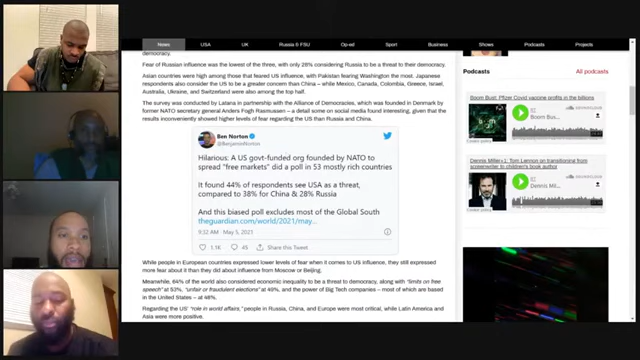 News
USA
UK
Russia & FSU
Op-ed
Sport
Business
Shows
Podcasts
Projects
democracy.
Fear of Russian influence was the lowest of the three, with only 28% considering Russia to be a threat to their democracy.
Asian countries were high among those that feared US influence, with Pakistan fearing Washington the most. Japanese
respondents also consider the US to be a greater concern than China – while Mexico, Canada, Colombia, Greece, Israel,
Australia, Ukraine, and Switzerland were also among the top half.
The survey was conducted by Latana in partnership with the Alliance of Democracies, which was founded in Denmark by
former NATO secretary general Anders Fogh Rasmussen – a detail some on social media found interesting, given that the
results inconveniently showed higher levels of fear regarding the US than Russia and China.
Ben Norton
@BenjaminNorton
Hilarious: A US govt-funded org founded by NATO to
spread "free markets" did a poll in 53 mostly rich countries
It found 44% of respondents see USA as a threat,
compared to 38% for China & 28% Russia
And this biased poll excludes most of the Global South
theguardian.com/world/2021/may...
9:52 AM · May 5, 2021
1.1K
45
Share this Tweet
While people in European countries expressed lower levels of fear when it comes to US influence, they still expressed
more fear about it than they did about influence from Moscow or Beijing.
Meanwhile, 64% of the world also considered economic inequality to be a threat to democracy, along with "limits on free
speech" at 53%, "unfair or fraudulent elections" at 49%, and the power of Big Tech companies – most of which are based
in the United States – at 48%.
Regarding the US' "role in world affairs," people in Russia, China, and Europe were most critical, while Latin America and
Asia were more positive.
Podcasts
All podcasts
Boom Bust: Pfizer Covid vaccine profits in the billions
Boom Bus...
Dennis Miller+1: Tom Lennon on transitioning from
screenwriter to children's book author
Dennis Mil...